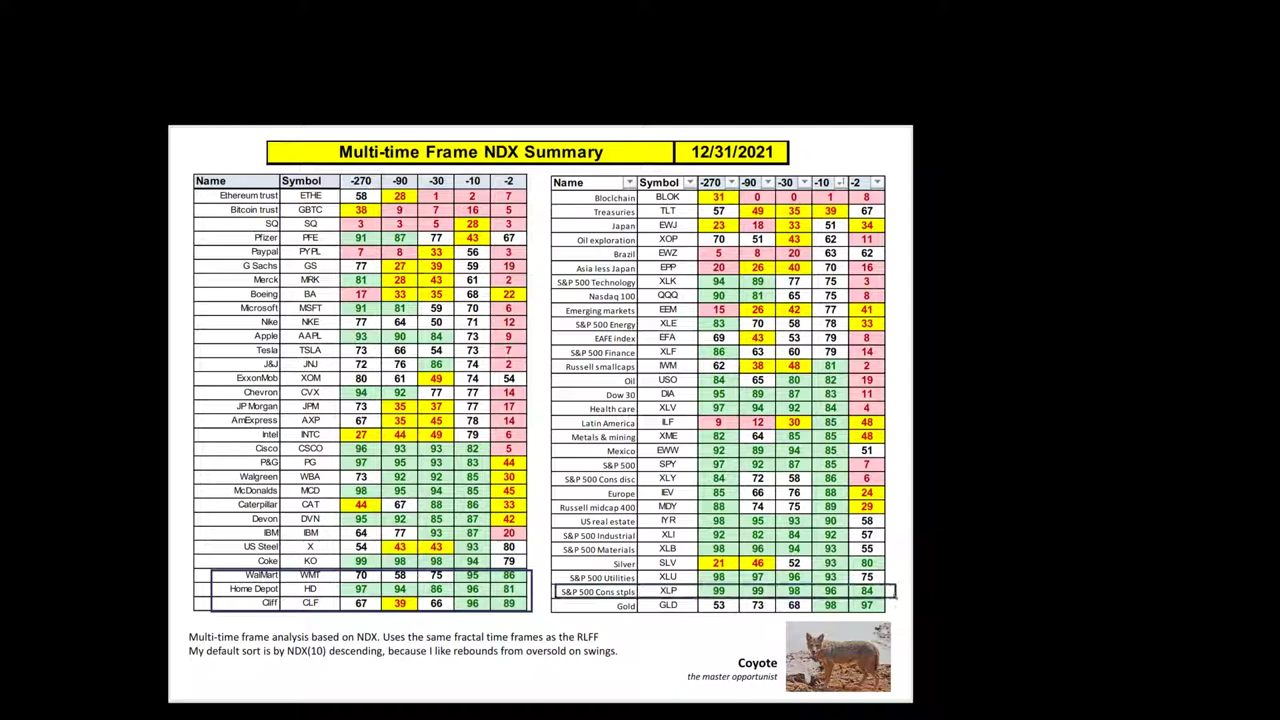 Multi-time Frame NDX Summary 12/31/2021
Name Symbol -270 -90 -30 -10 -2
Ethereum trust ETHE 58 28 1 2 7
Bitcoin trust GBTC 38 9 7 16 5
SQ SQ 3 3 5 28 3
Pfizer PFE 91 87 77 43 67
Paypal PYPL 7 8 33 56 3
G Sachs GS 77 27 39 59 19
Merck MRK 81 28 43 61 2
Boeing BA 17 33 35 68 22
Microsoft MSFT 91 81 59 70 6
Nike NKE 77 64 50 71 12
Apple AAPL 93 90 84 73 9
Tesla TSLA 73 66 54 73 7
J&J JNJ 72 76 86 74 2
ExxonMob XOM 80 61 49 74 54
Chevron CVX 94 92 77 77 14
JP Morgan JPM 73 35 37 77 17
AmExpress AXP 67 35 45 78 14
Intel INTC 27 44 49 79 6
Cisco CSCO 96 93 93 82 5
P&G PG 97 95 93 83 44
Walgreen WBA 73 92 92 85 30
McDonalds MCD 98 95 94 85 45
Caterpillar CAT 44 67 88 86 33
Devon DVN 95 92 85 87 42
IBM IBM 64 77 93 87 20
US Steel X 54 43 43 93 80
Coke KO 99 98 98 94 79
WalMart WMT 70 58 75 95 86
Home Depot HD 97 94 86 96 81
Cliff CLF 67 39 66 96 89
Name Symbol -270 -90 -30 -10 -2
Bloclchain BLOK 31 0 0 1 8
Treasuries TLT 57 49 35 39 67
Japan EWJ 23 18 33 51 34
Oil exploration XOP 70 51 43 62 11
Brazil EWZ 5 8 20 63 62
Asia less Japan EPP 20 26 40 70 16
S&P 500 Technology XLK 94 89 77 75 3
Nasdaq 100 QQQ 90 81 65 75 8
Emerging markets EEM 15 26 42 77 41
S&P 500 Energy XLE 83 70 58 78 33
EAFE index EFA 69 43 53 79 8
S&P 500 Finance XLF 86 63 60 79 14
Russell smallcaps IWM 62 38 48 81 2
Oil USO 84 65 80 82 19
Dow 30 DIA 95 89 87 83 11
Health care XLV 97 94 92 84 4
Latin America ILF 9 12 30 85 48
Metals & mining XME 82 64 85 85 48
Mexico EWW 92 89 94 85 51
S&P 500 SPY 97 92 87 85 7
S&P 500 Cons disc XLY 84 72 58 86 6
Europe IEV 85 66 76 88 24
Russell midcap 400 MDY 88 74 75 89 29
US real estate IYR 98 95 93 90 58
S&P 500 Industrial XLI 92 82 84 92 57
S&P 500 Materials XLB 98 96 94 93 55
Silver SLV 21 46 52 93 80
S&P 500 Utilities XLU 98 97 96 93 75
S&P 500 Cons stpls XLP 99 99 98 96 84
Gold GLD 53 73 68 98 97
Multi-time frame analysis based on NDX. Uses the same fractal time frames as the RLFF
My default sort is by NDX(10) descending, because I like rebounds from oversold on swings.
Coyote
the master opportunist